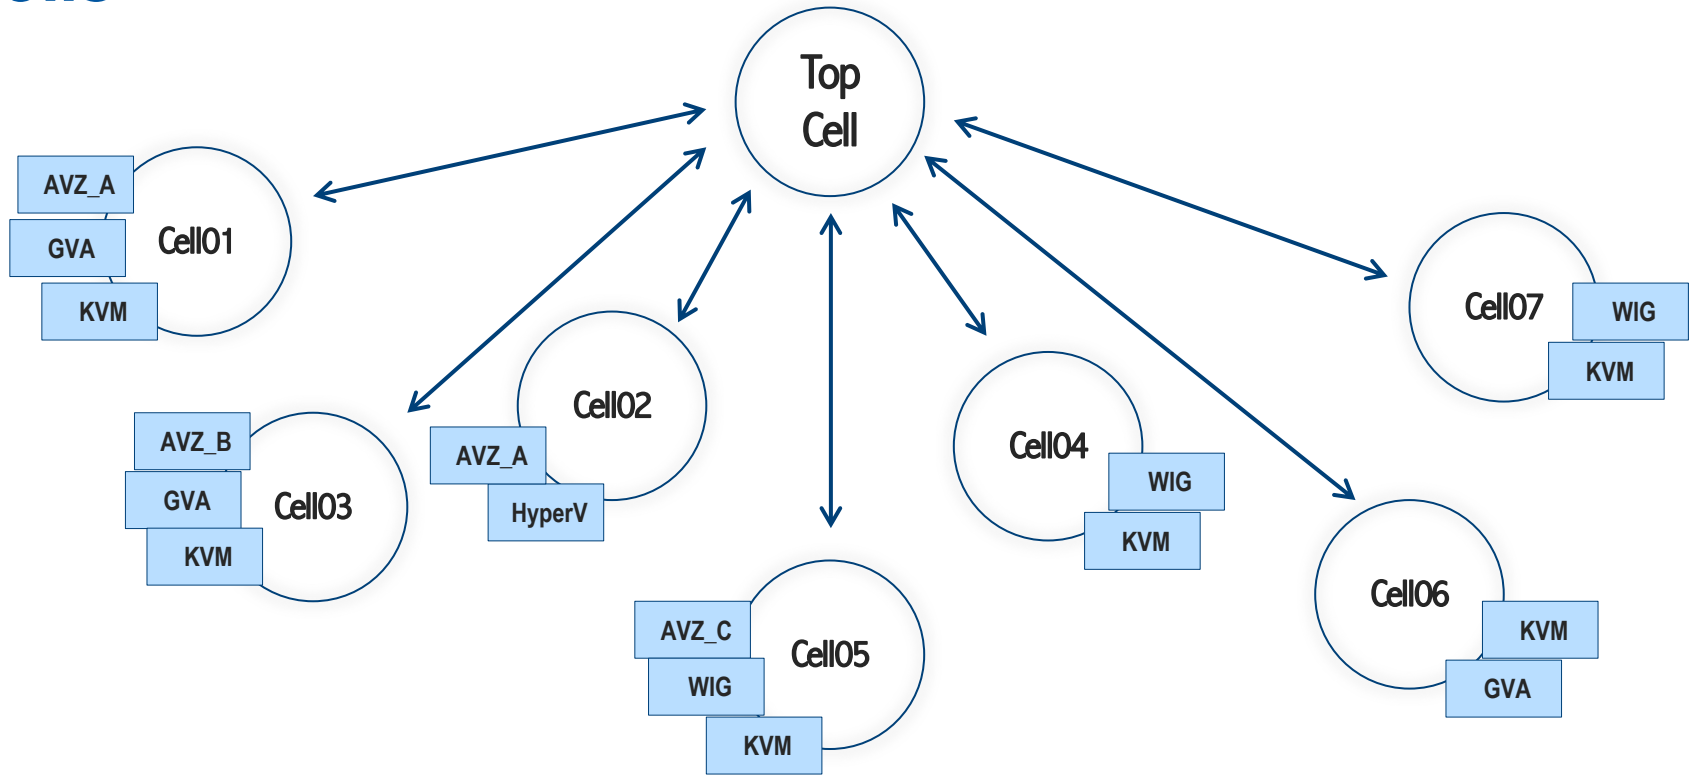 Top
Cell
AVZ_A
GVA
KVM
Cell01
AVZ_B
GVA
KVM
Cell03
Cell02
AVZ_A
HyperV
AVZ_C
WIG
KVM
Cell05
Cell04
WIG
KVM
Cell06
KVM
GVA
Cell07
WIG
KVM